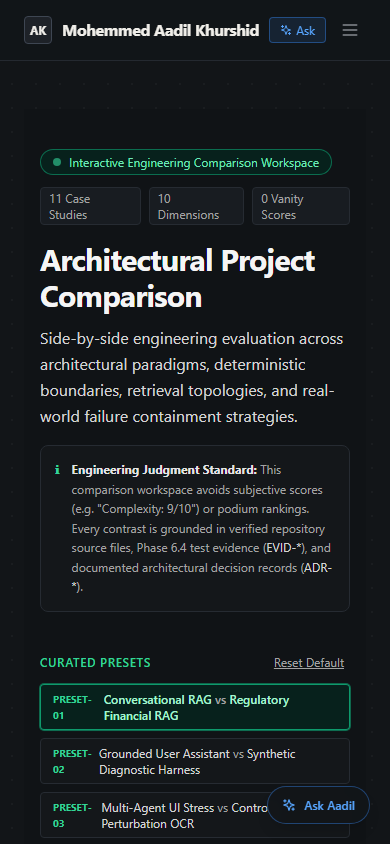 AK Mohemmed Aadil Khurshid Ask
Interactive Engineering Comparison Workspace
11 Case Studies
10 Dimensions
0 Vanity Scores
Architectural Project
Comparison
Side-by-side engineering evaluation across
architectural paradigms, deterministic
boundaries, retrieval topologies, and real-
world failure containment strategies.
Engineering Judgment Standard: This
comparison workspace avoids subjective scores
(e.g. "Complexity: 9/10") or podium rankings.
Every contrast is grounded in verified repository
source files, Phase 6.4 test evidence (EVID-*), and
documented architectural decision records (ADR-
*).
CURATED PRESETS Reset Default
PRESET-01 Conversational RAG vs Regulatory
Financial RAG
PRESET-02 Grounded User Assistant vs Synthetic
Diagnostic Harness
PRESET-03 Multi-Agent UI Stress vs
Perturbation OCR
Ask Aadil